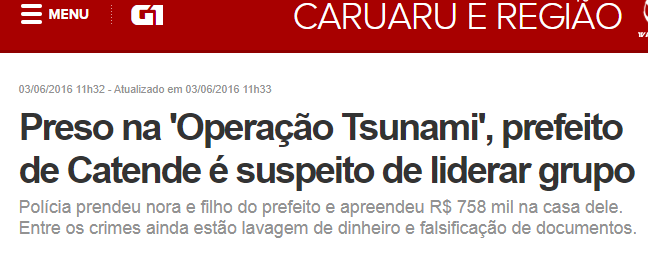 MENU G1 CARUARU E REGIÃO
03/06/2016 11h32 - Atualizado em 03/06/2016 11h33
Preso na 'Operação Tsunami', prefeito
de Catende é suspeito de liderar grupo
Polícia prendeu nora e filho do prefeito e apreendeu R$ 758 mil na casa dele.
Entre os crimes ainda estão lavagem de dinheiro e falsificação de documentos.